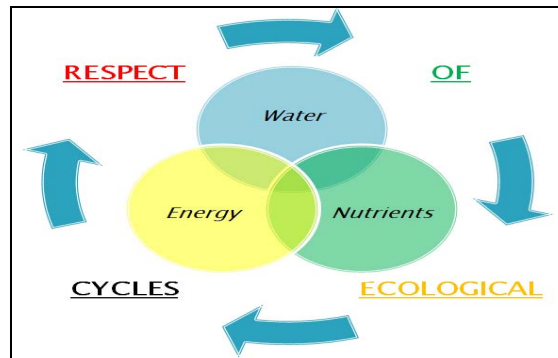 RESPECT OF
Water
Energy Nutrients
CYCLES ECOLOGICAL